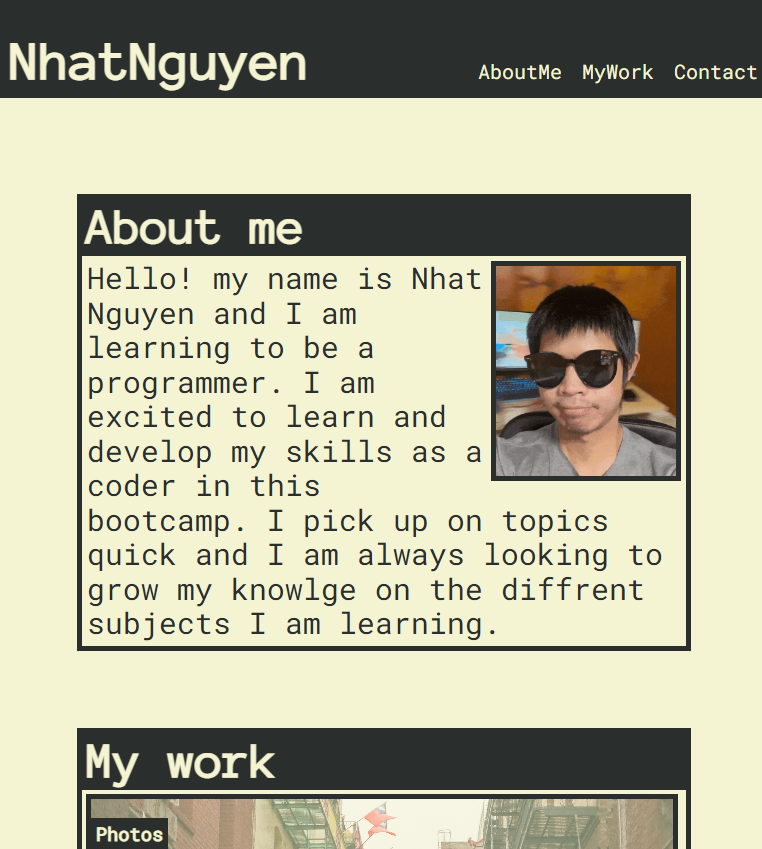 NhatNguyen
AboutMe MyWork Contact
About me
Hello! my name is Nhat
Nguyen and I am
learning to be a
programmer. I am
excited to learn and
develop my skills as a
coder in this
bootcamp. I pick up on topics
quick and I am always looking to
grow my knowlge on the diffrent
subjects I am learning.
My work
Photos